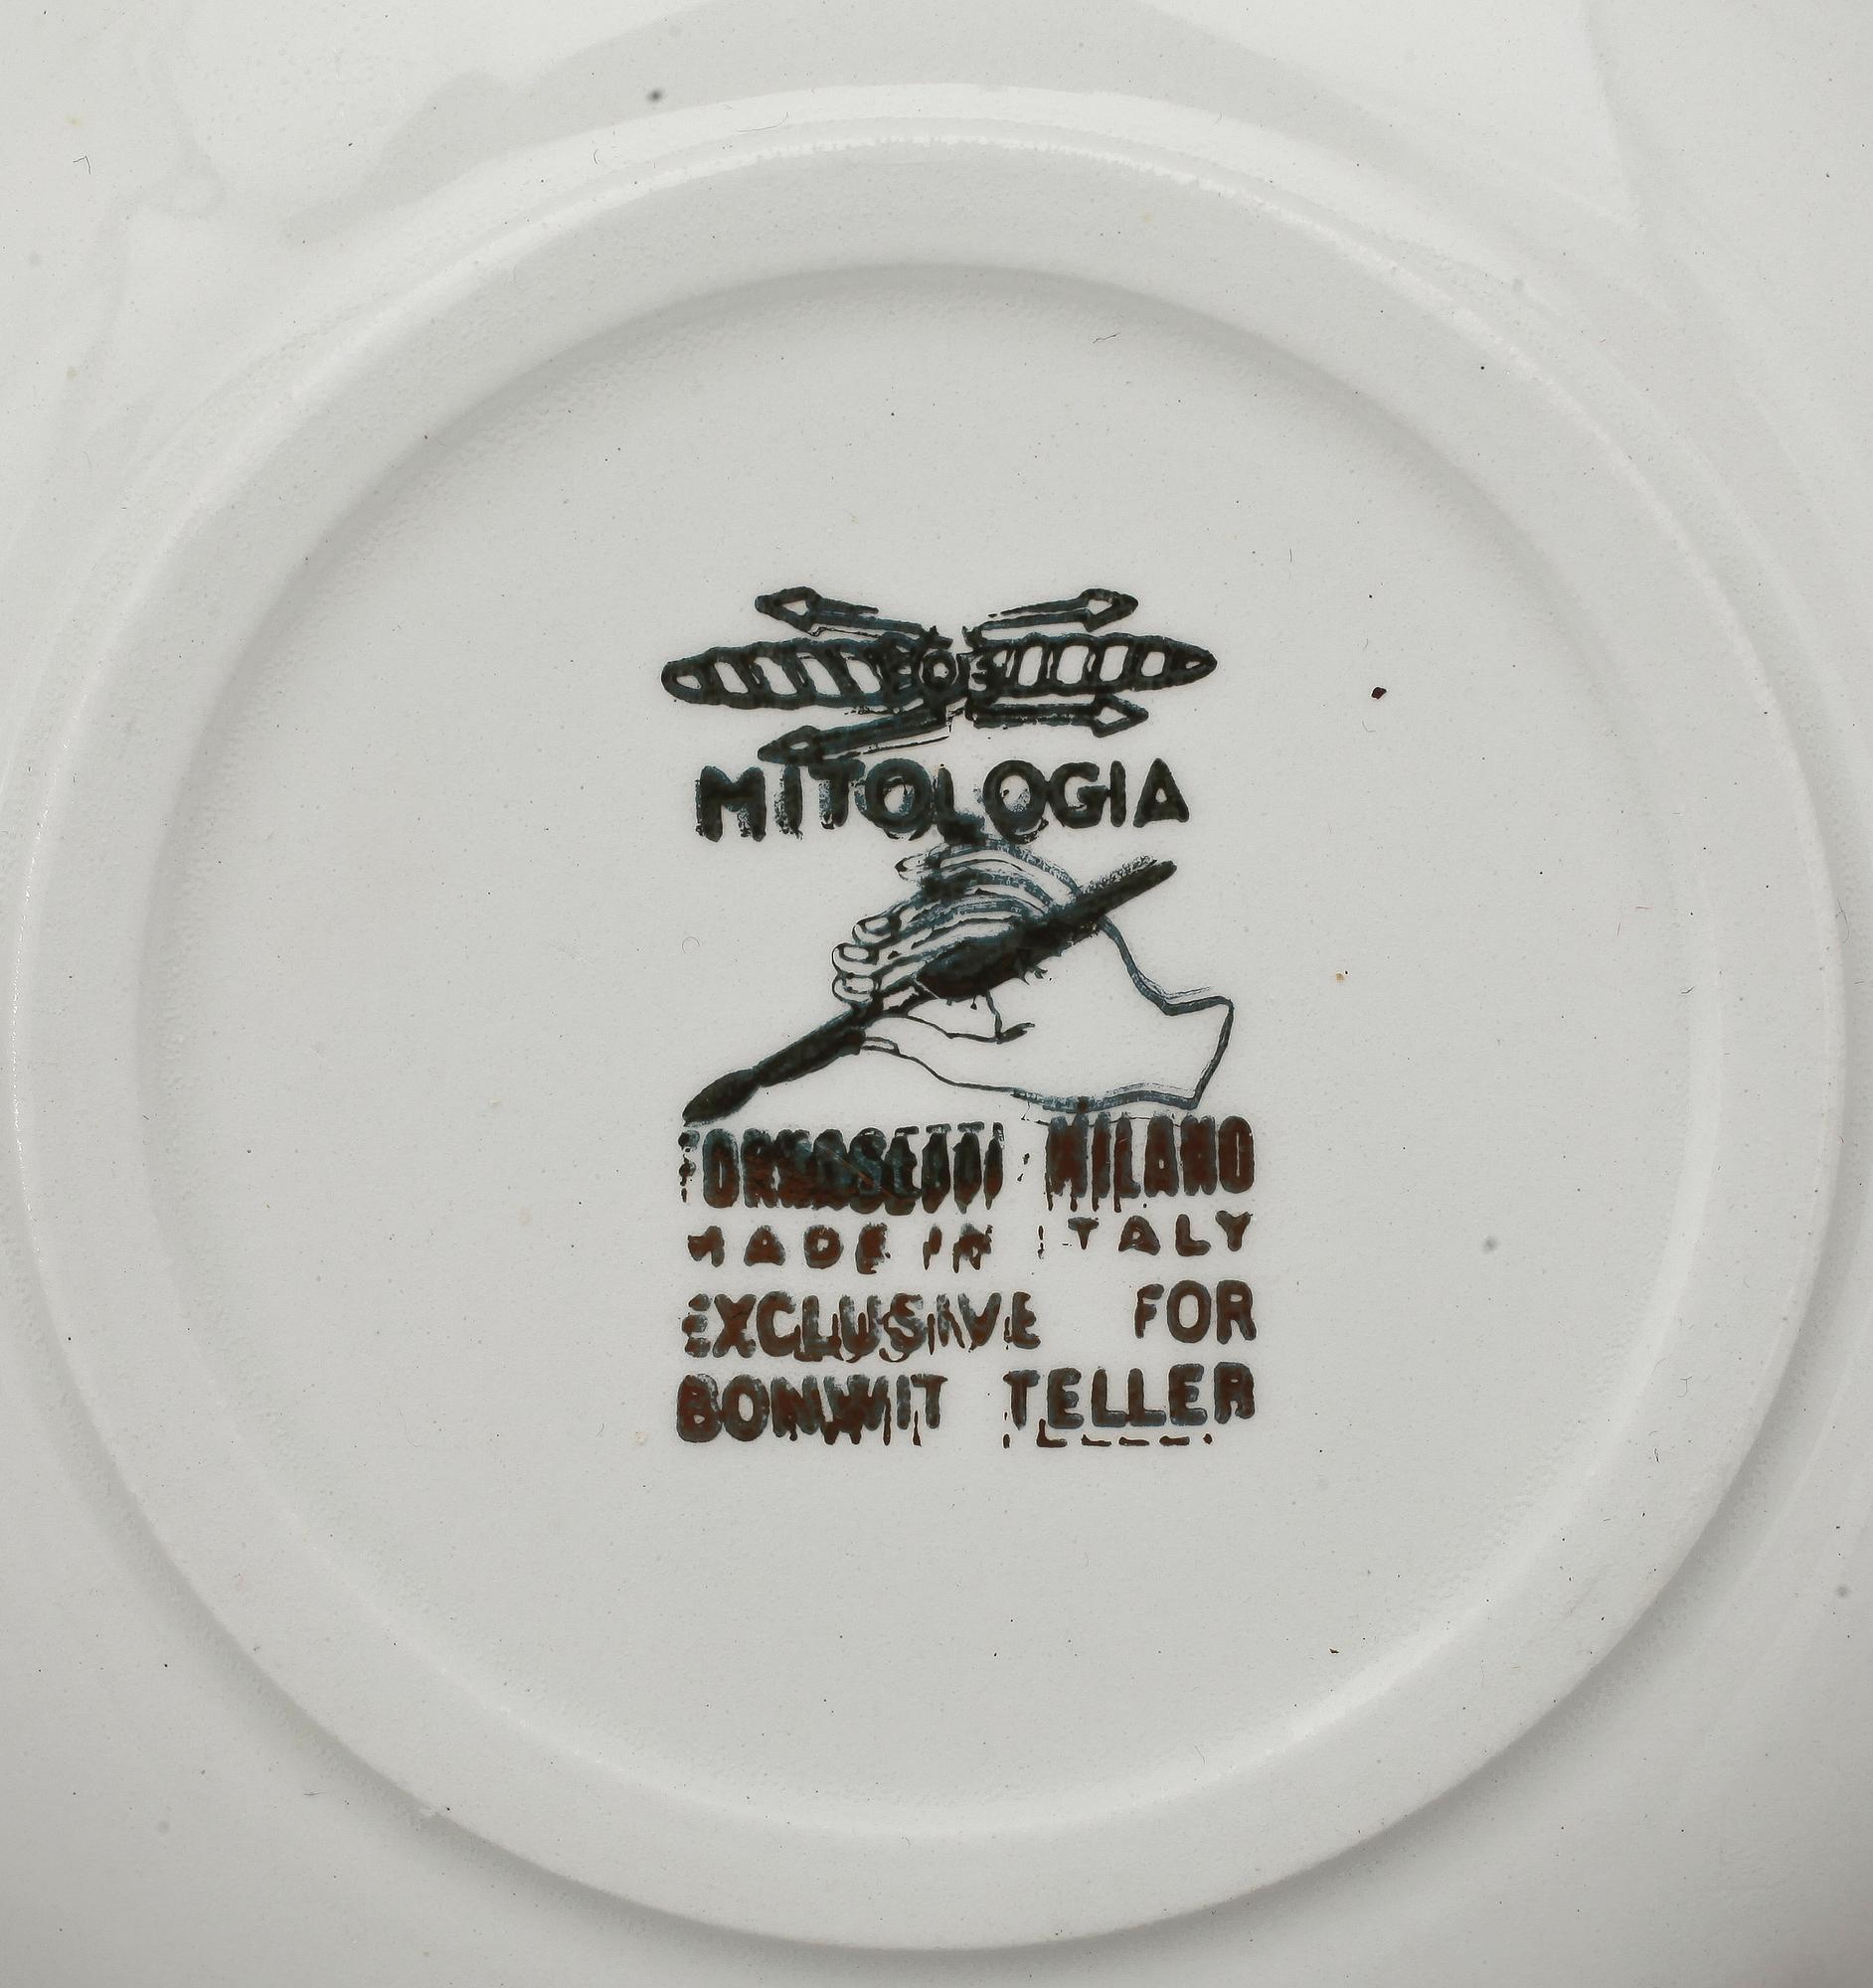 MITOLOGIA
FORNASETTI MILANO
MADE IN ITALY
EXCLUSIVE FOR
BONWIT TELLER